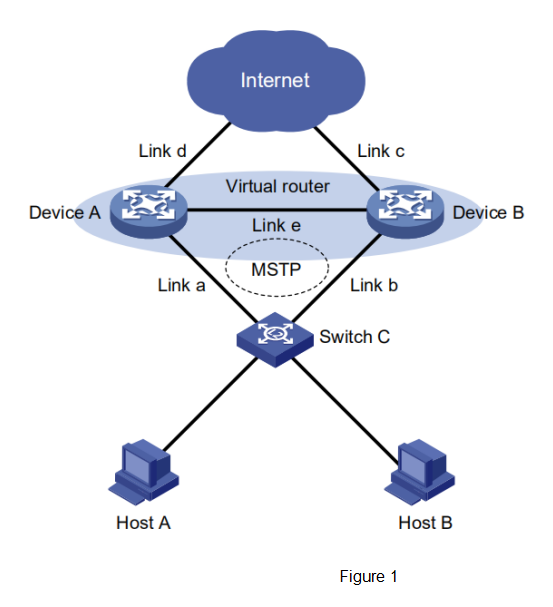 Internet
Link d
Link c
Virtual router
Device A
Device B
Link e
MSTP
Link a
Link b
Switch C
Host A
Host B
Figure 1